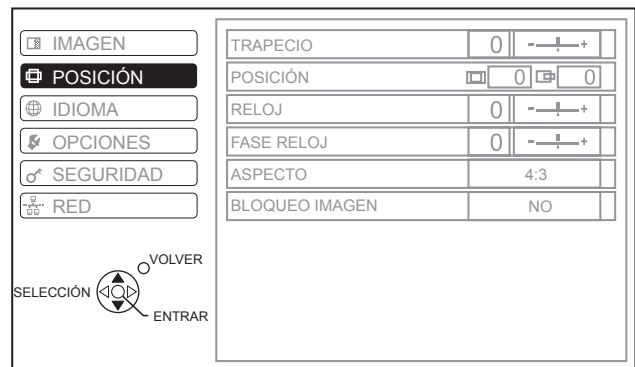 IMAGEN
POSICIÓN
IDIOMA
OPCIONES
SEGURIDAD
RED
VOLVER
SELECCIÓN
ENTRAR
TRAPECIO 0 - +
POSICIÓN 0 0
RELOJ 0 - +
FASE RELOJ 0 - +
ASPECTO 4:3
BLOQUEO IMAGEN NO